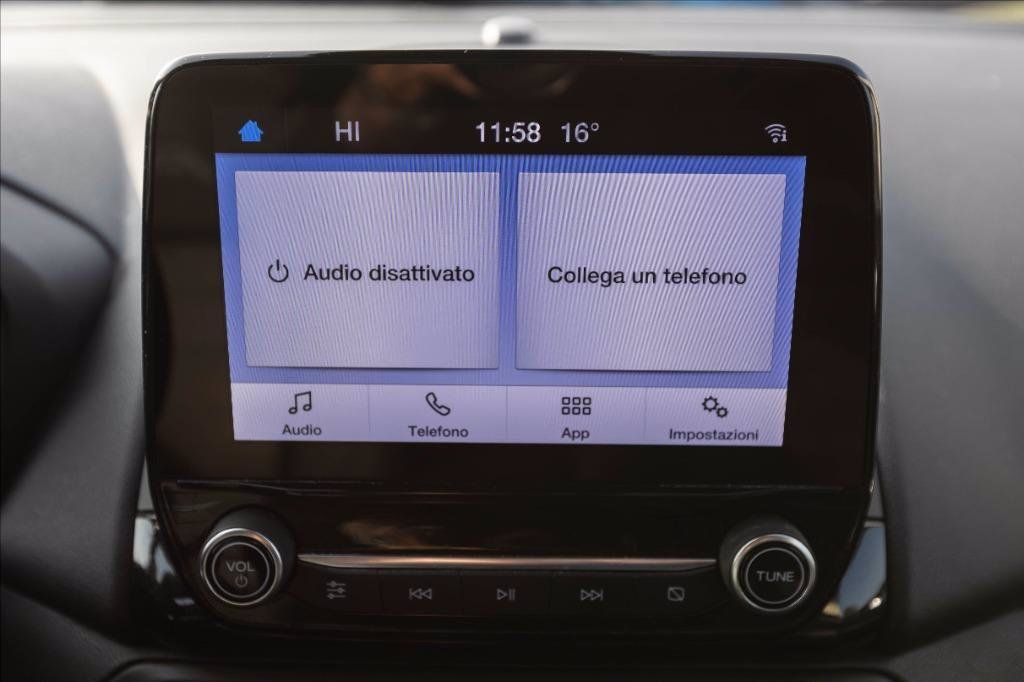 HI 11:58 16°
Audio disattivato
Collega un telefono
Audio Telefono App Impostazioni
VOL
TUNE